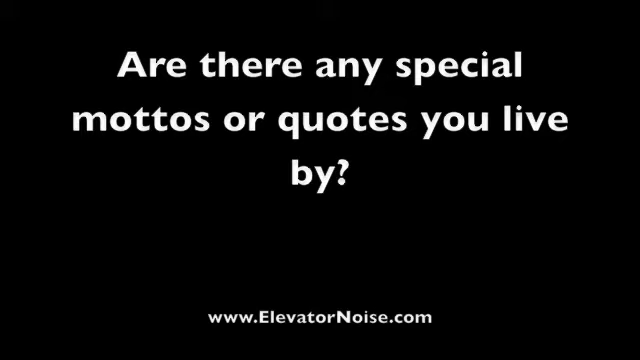 Are there any special
mottos or quotes you live
by?
www.ElevatorNoise.com